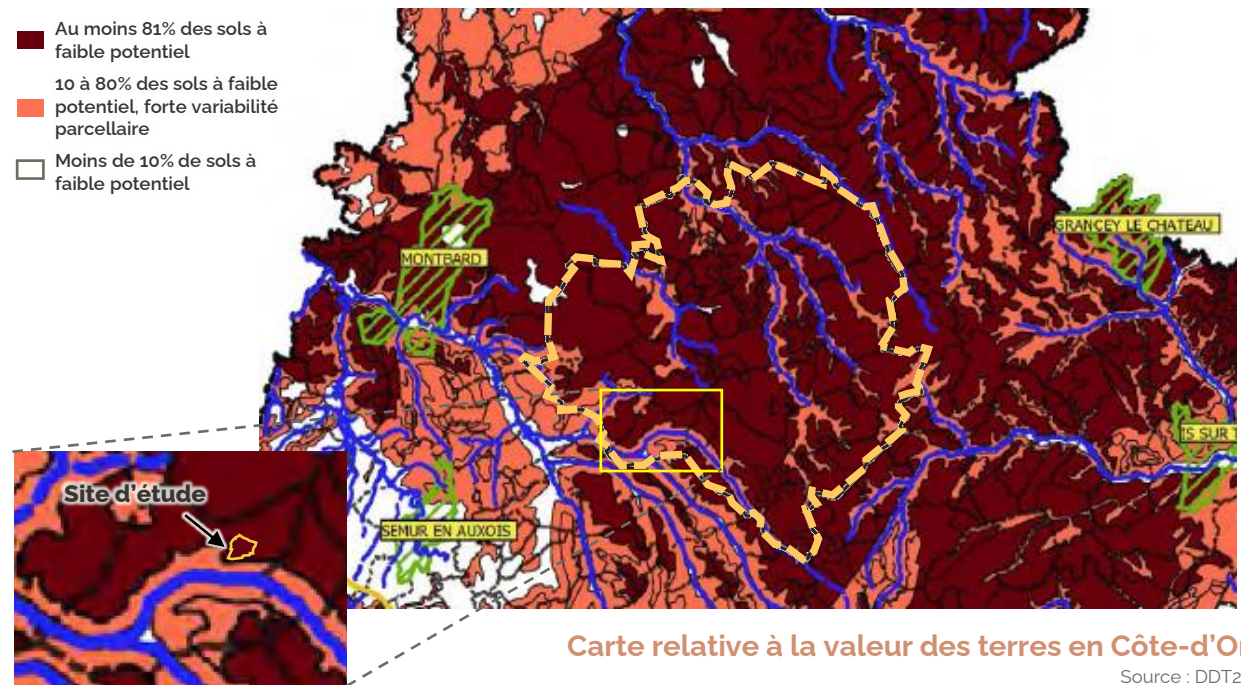 Au moins 81% des sols à
faible potentiel
10 à 80% des sols à faible
potentiel, forte variabilité
parcellaire
Moins de 10% de sols à
faible potentiel
GRANCEY LE CHATEAU
MONTBARD
IS SUR T
Site d'étude
SEMUR EN AUXOIS
Carte relative à la valeur des terres en Côte-d'O
Source : DDT2